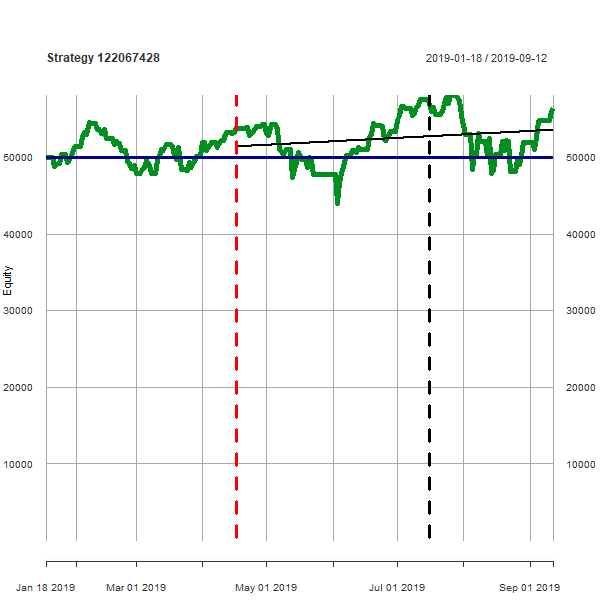 Strategy 122067428
2019-01-18 / 2019-09-12
50000
50000
40000
40000
Equity
30000
30000
20000
20000
10000
10000
Jan 18 2019
Mar 01 2019
May 01 2019
Jul 01 2019
Sep 01 2019